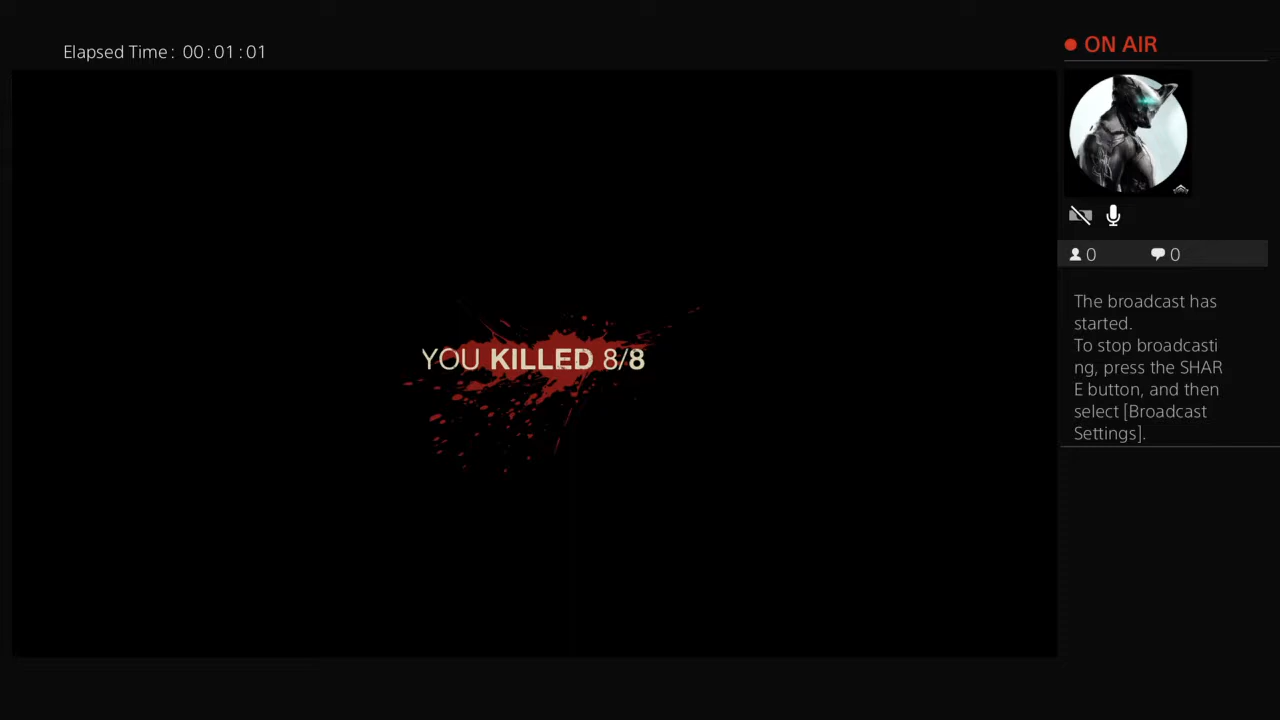 Elapsed Time: 00:01:01
ON AIR
YOU KILLED 8/8
0 0
The broadcast has
started.
To stop broadcasti
ng, press the SHAR
E button, and then
select [Broadcast
Settings].